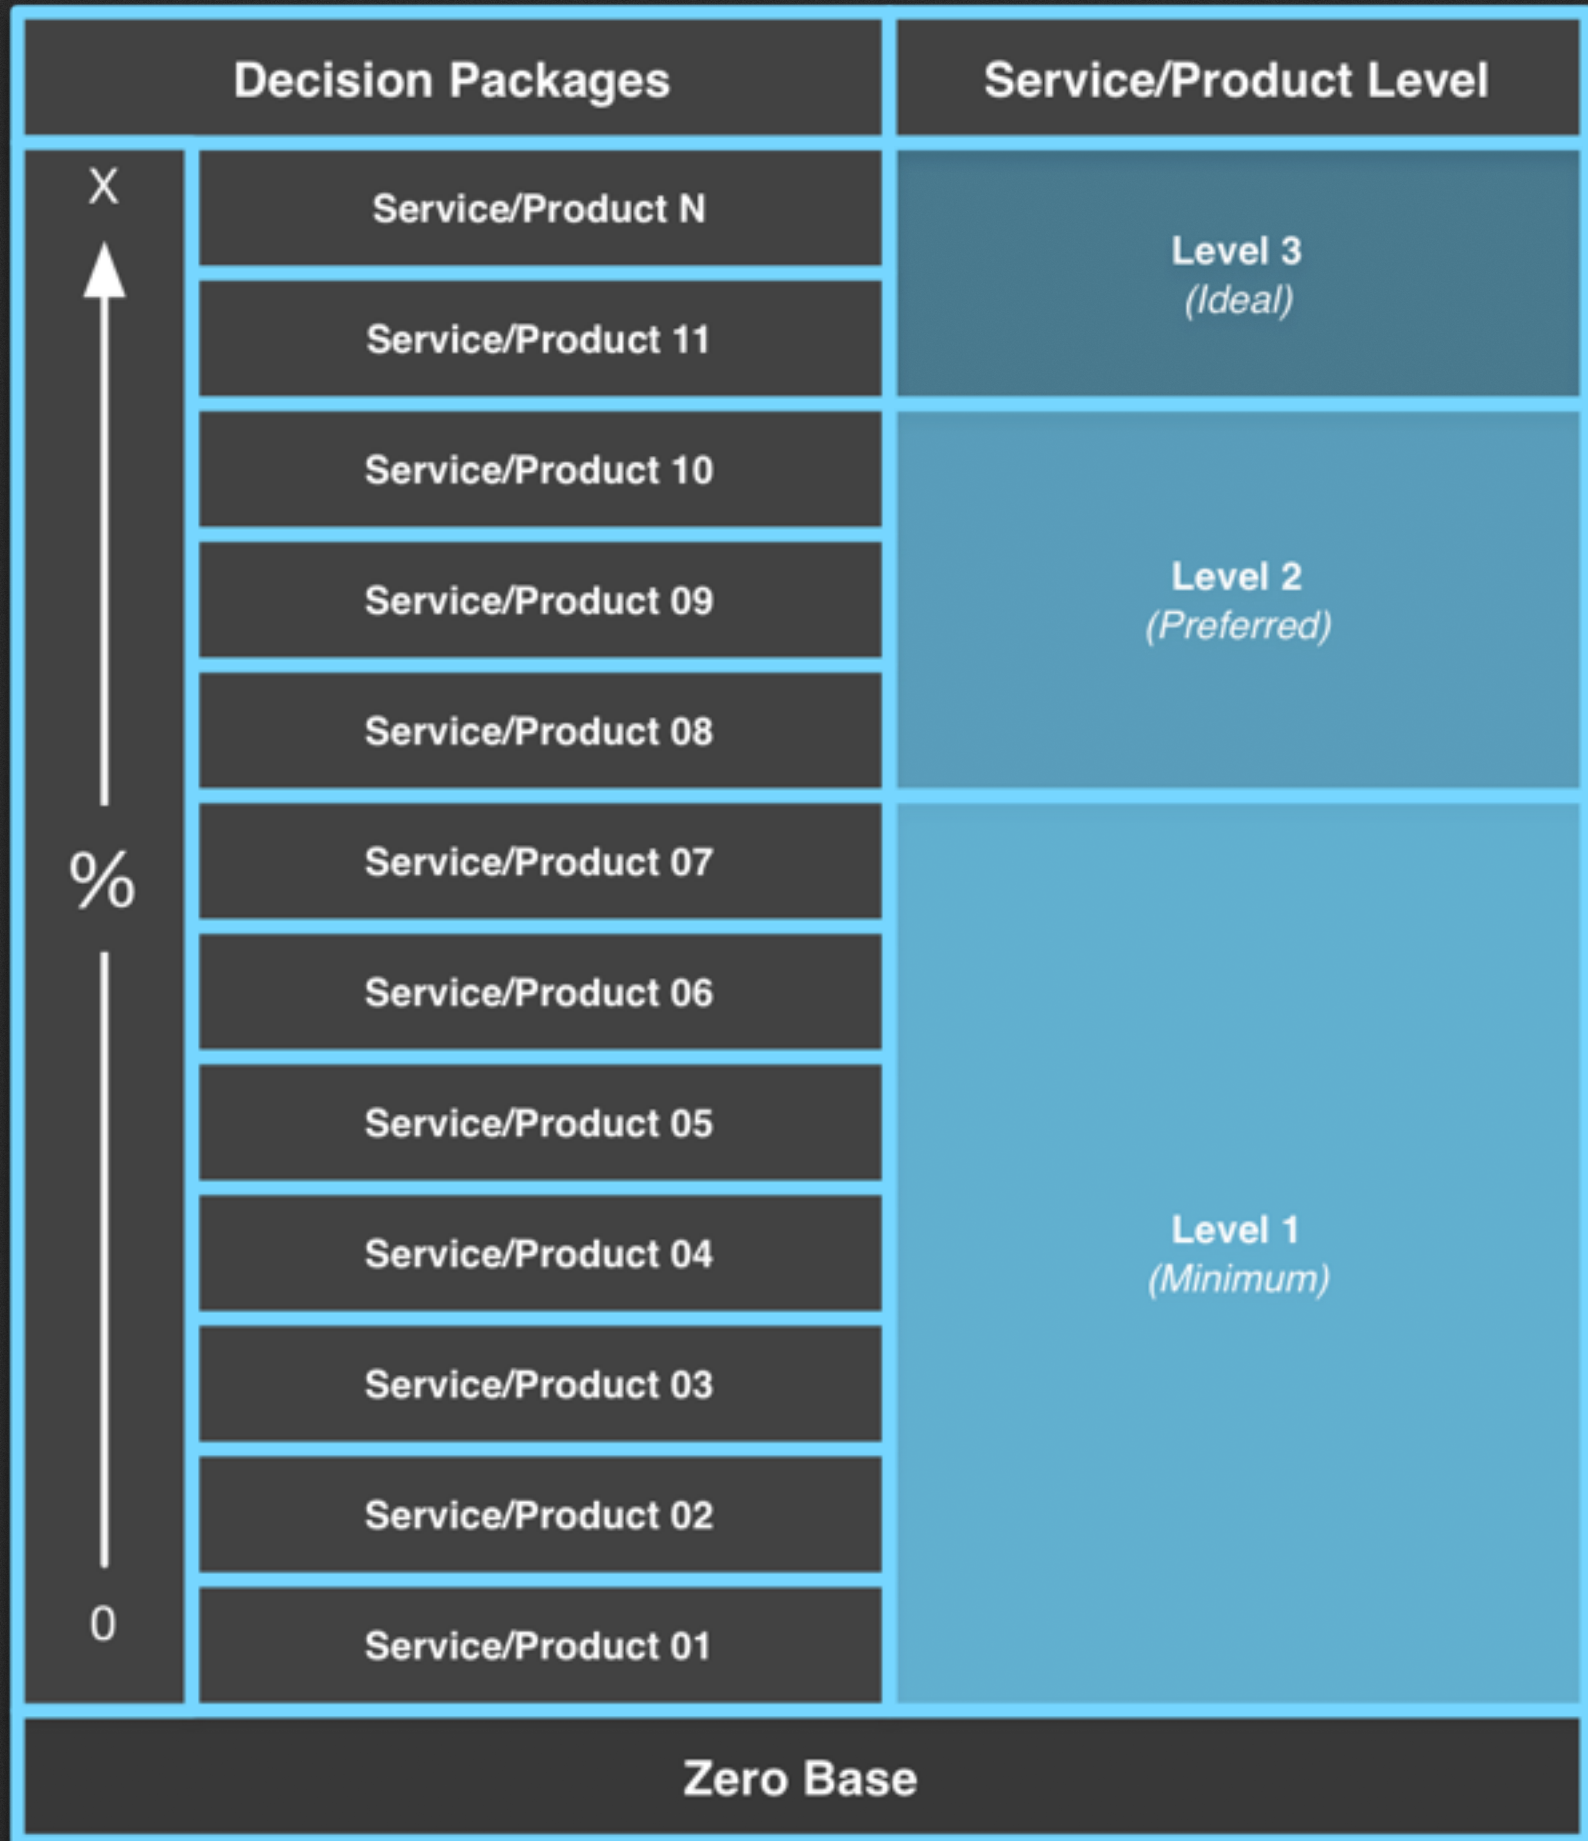 Decision Packages
Service/Product Level
X
%
0
Service/Product N
Service/Product 11
Service/Product 10
Service/Product 09
Service/Product 08
Service/Product 07
Service/Product 06
Service/Product 05
Service/Product 04
Service/Product 03
Service/Product 02
Service/Product 01
Level 3
(Ideal)
Level 2
(Preferred)
Level 1
(Minimum)
Zero Base